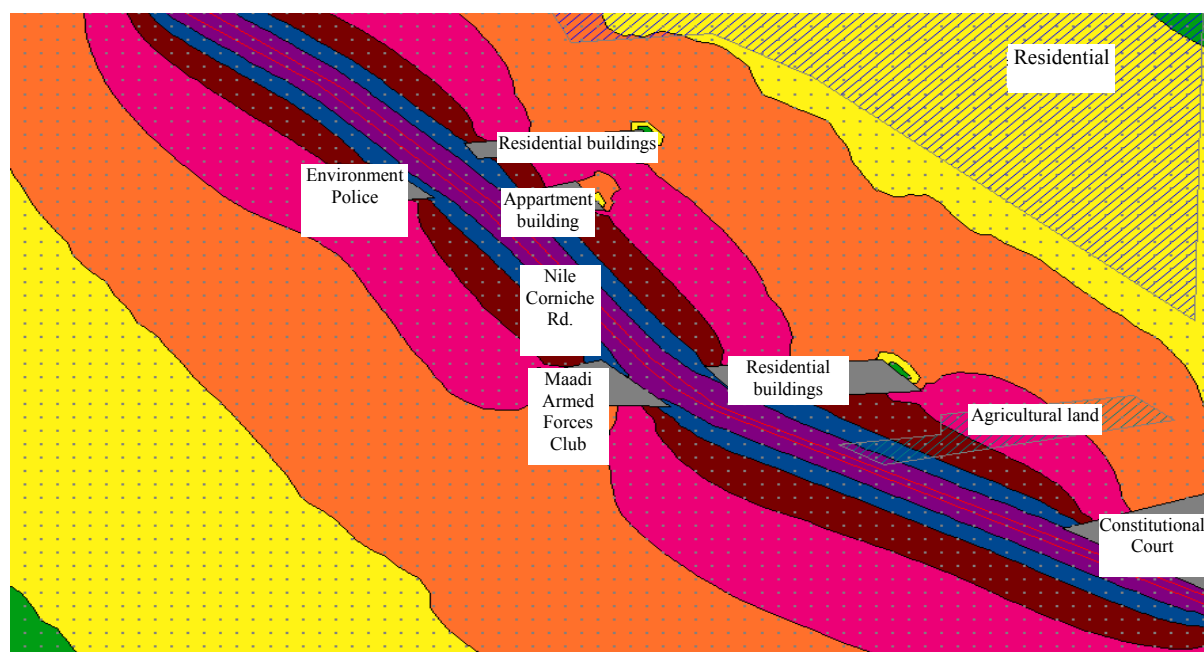 Residential
Residential buildings
Environment
Police
Appartment
building
Nile
Corniche
Rd.
Residential
buildings
Maadi
Armed
Forces
Club
Agricultural land
Constitutional
Court